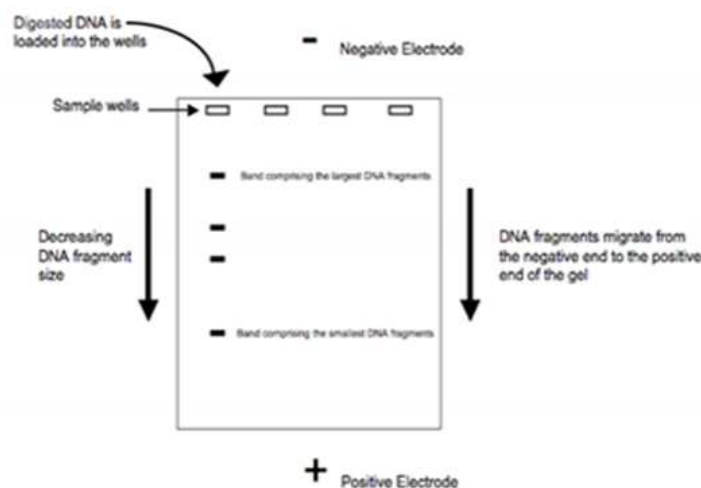 Digested DNA is
loaded into the wells
- Negative Electrode
Sample wells
Band comprising the largest DNA fragments
Decreasing
DNA fragment
size
DNA fragments migrate from
the negative end to the positive
end of the gel
Band comprising the smallest DNA fragments
+ Positive Electrode